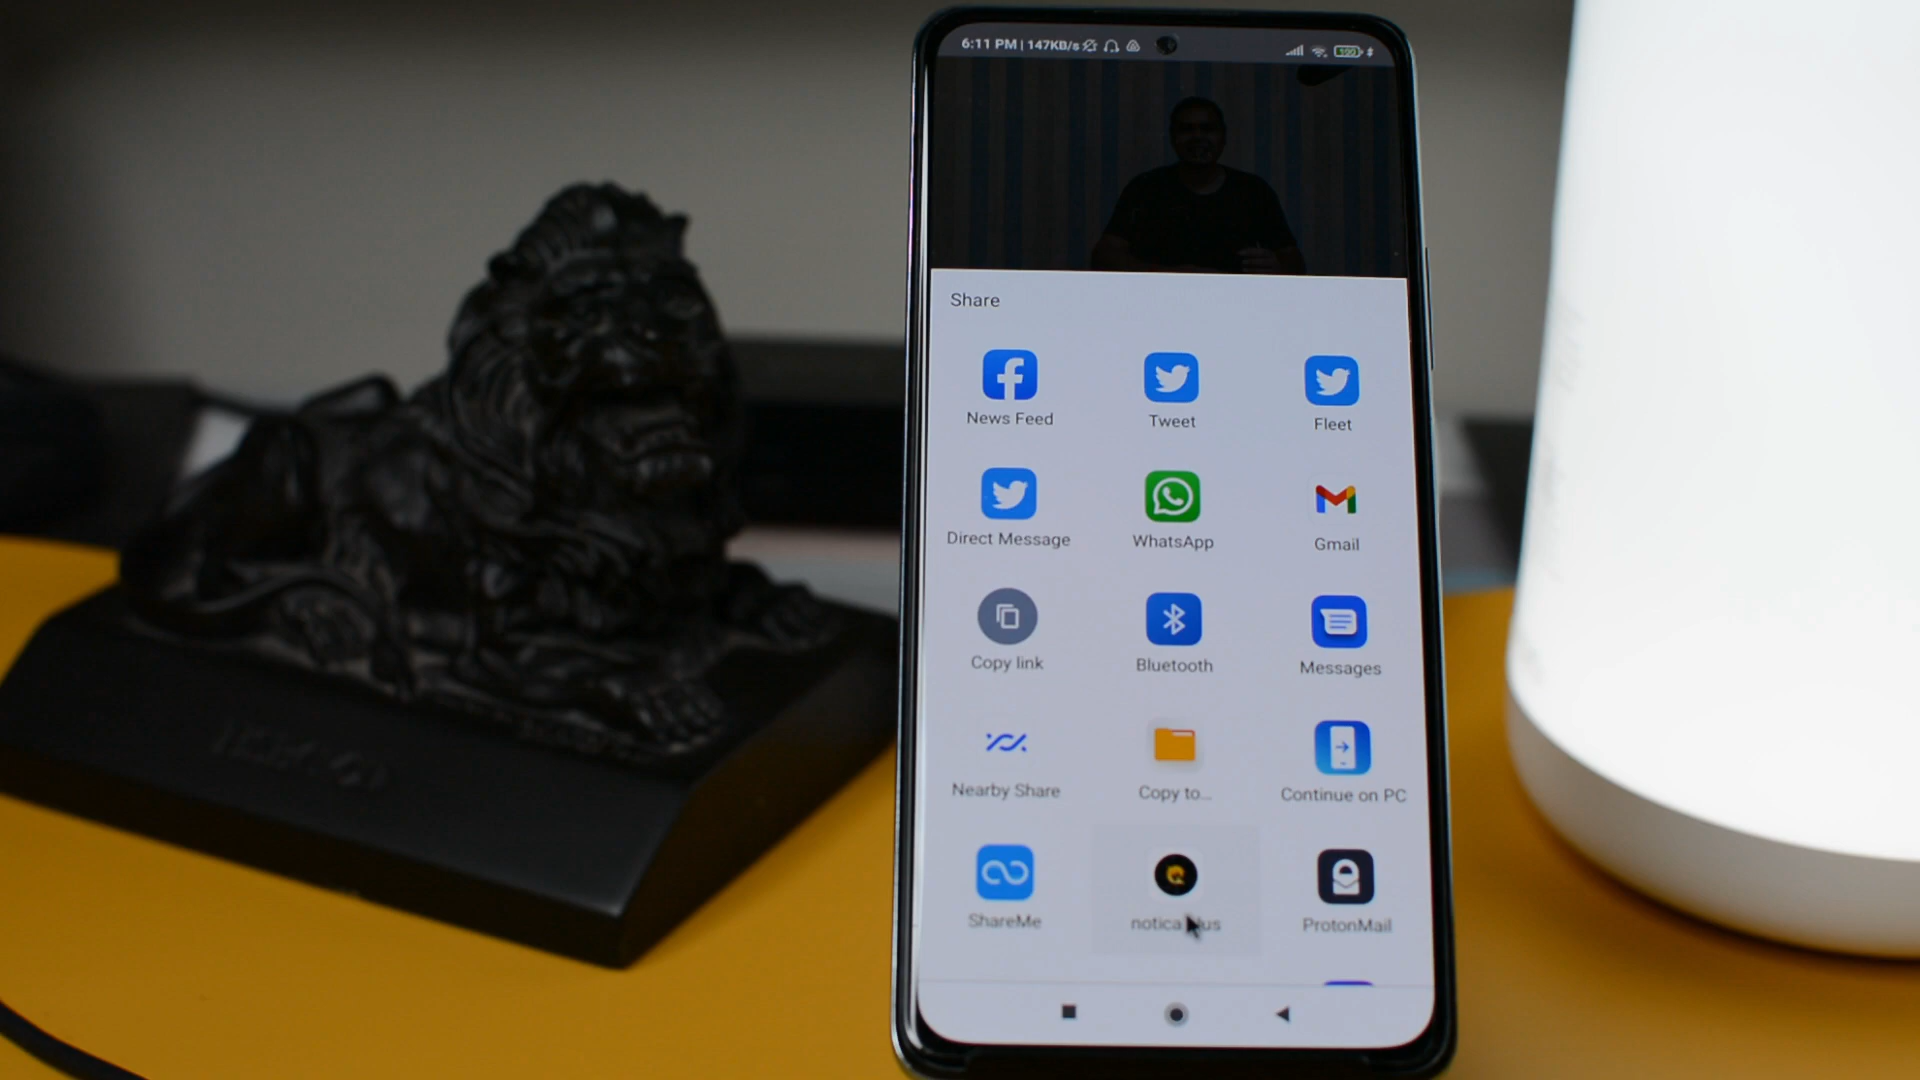 6:11 PM | 147KB/s
100
Share
News Feed
Tweet
Fleet
Direct Message
WhatsApp
Gmail
Copy link
Bluetooth
Messages
Nearby Share
Copy to...
Continue on PC
ShareMe
ProtonMail